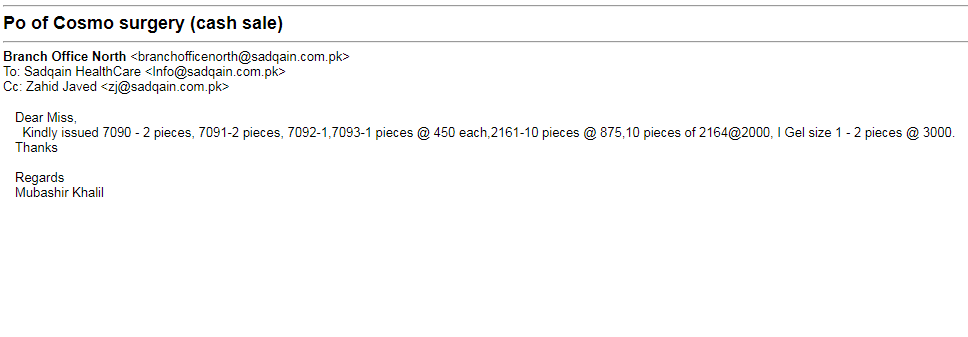 Po of Cosmo surgery (cash sale)
Branch Office North <branchofficenorth@sadqain.com.pk>
To: Sadqain HealthCare <Info@sadqain.com.pk>
Cc: Zahid Javed <zj@sadqain.com.pk>
Dear Miss,
Kindly issued 7090 - 2 pieces, 7091-2 pieces, 7092-1,7093-1 pieces @ 450 each,2161-10 pieces @ 875,10 pieces of 2164@2000, I Gel size 1 - 2 pieces @ 3000.
Thanks
Regards
Mubashir Khalil